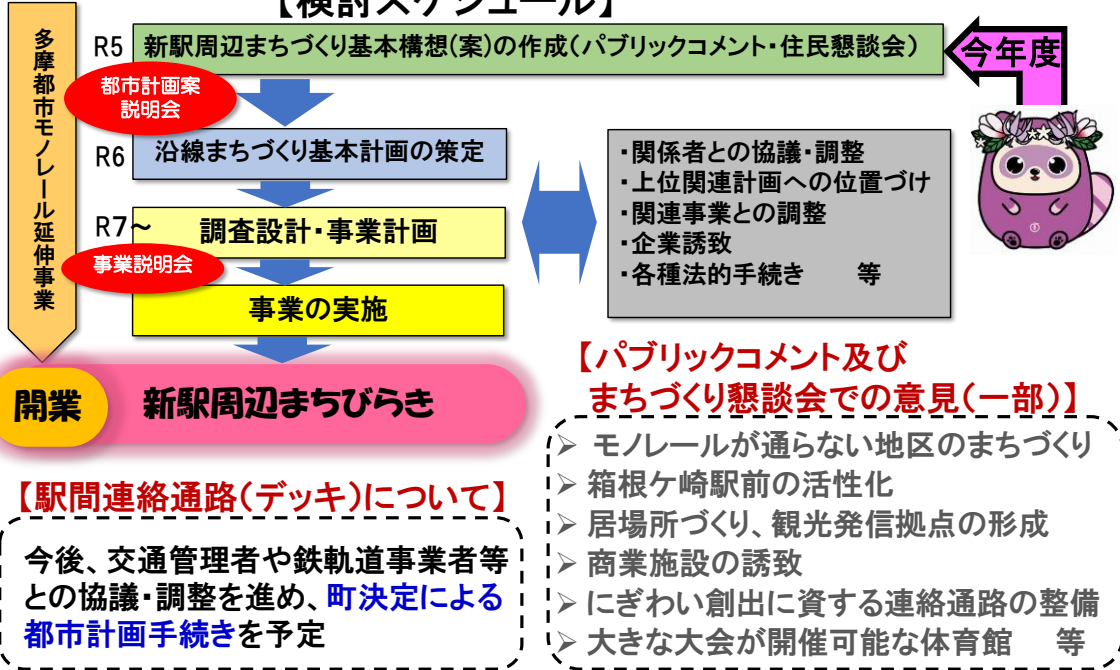 【検討スケジュール】
多摩都市モノレール延伸事業
R5
新駅周辺まちづくり基本構想(案)の作成(パブリックコメント・住民懇談会)
今年度
都市計画案
説明会
R6
沿線まちづくり基本計画の策定
R7～
調査設計・事業計画
事業説明会
事業の実施
・関係者との協議・調整
・上位関連計画への位置づけ
・関連事業との調整
・企業誘致
・各種法的手続き　等
開業
新駅周辺まちびらき
【駅間連絡通路(デッキ)について】
今後、交通管理者や鉄軌道事業者等
との協議・調整を進め、町決定による
都市計画手続きを予定
【パブリックコメント及び
まちづくり懇談会での意見(一部)】
➢ モノレールが通らない地区のまちづくり
➢ 箱根ケ崎駅前の活性化
➢ 居場所づくり、観光発信拠点の形成
➢ 商業施設の誘致
➢ にぎわい創出に資する連絡通路の整備
➢ 大きな大会が開催可能な体育館　等